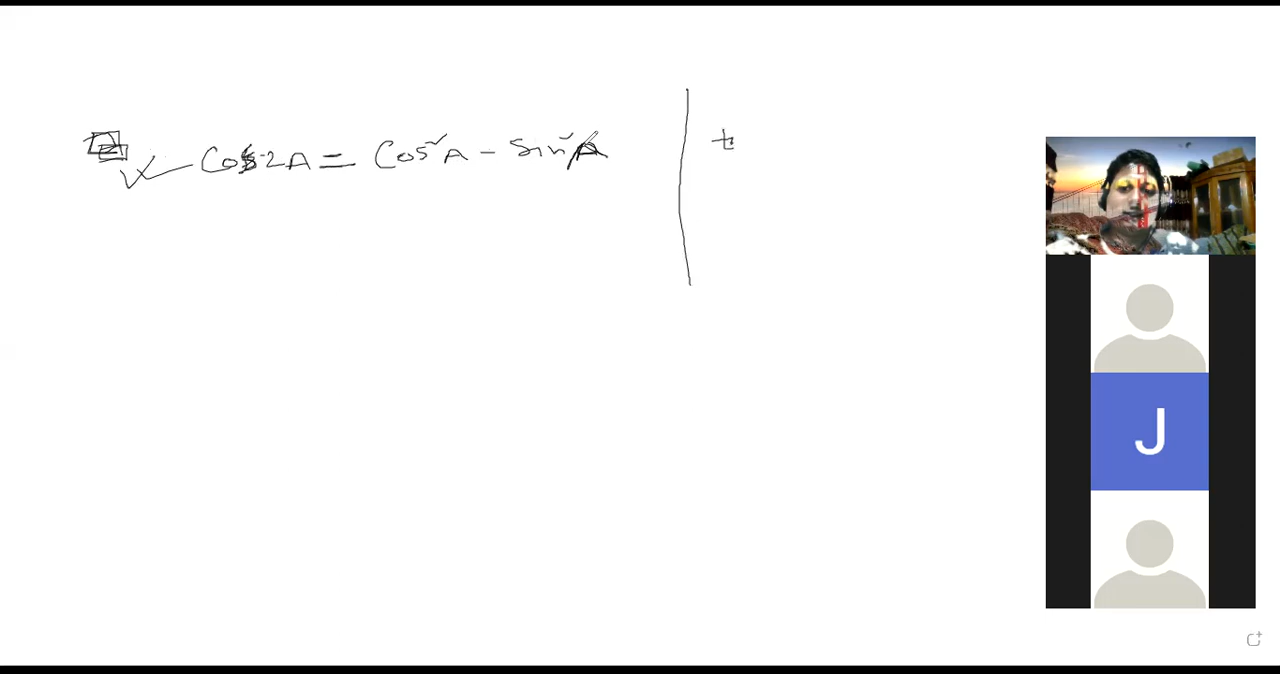 Cos2A = Cos²A - Sin²A
t
J